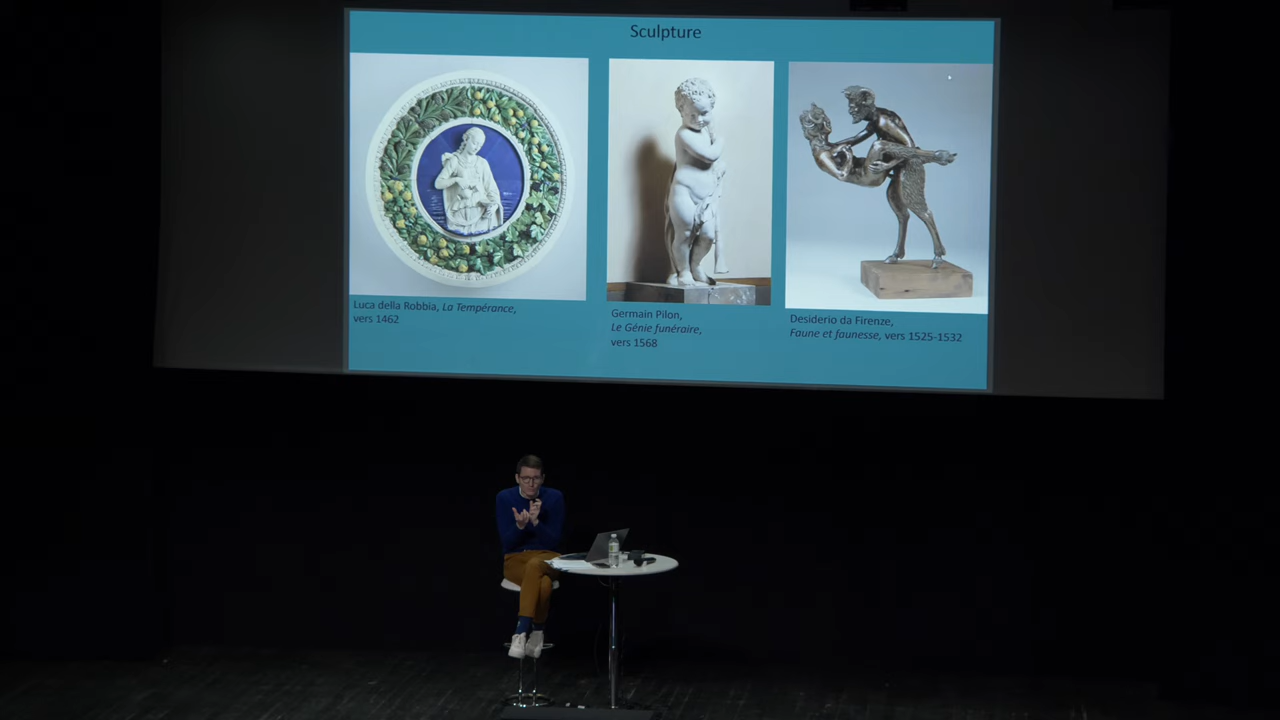 Sculpture
Luca della Robbia, La Tempérance,
vers 1462
Germain Pilon,
Le Génie funéraire,
vers 1568
Desiderio da Firenze,
Faune et faunesse, vers 1525-1532